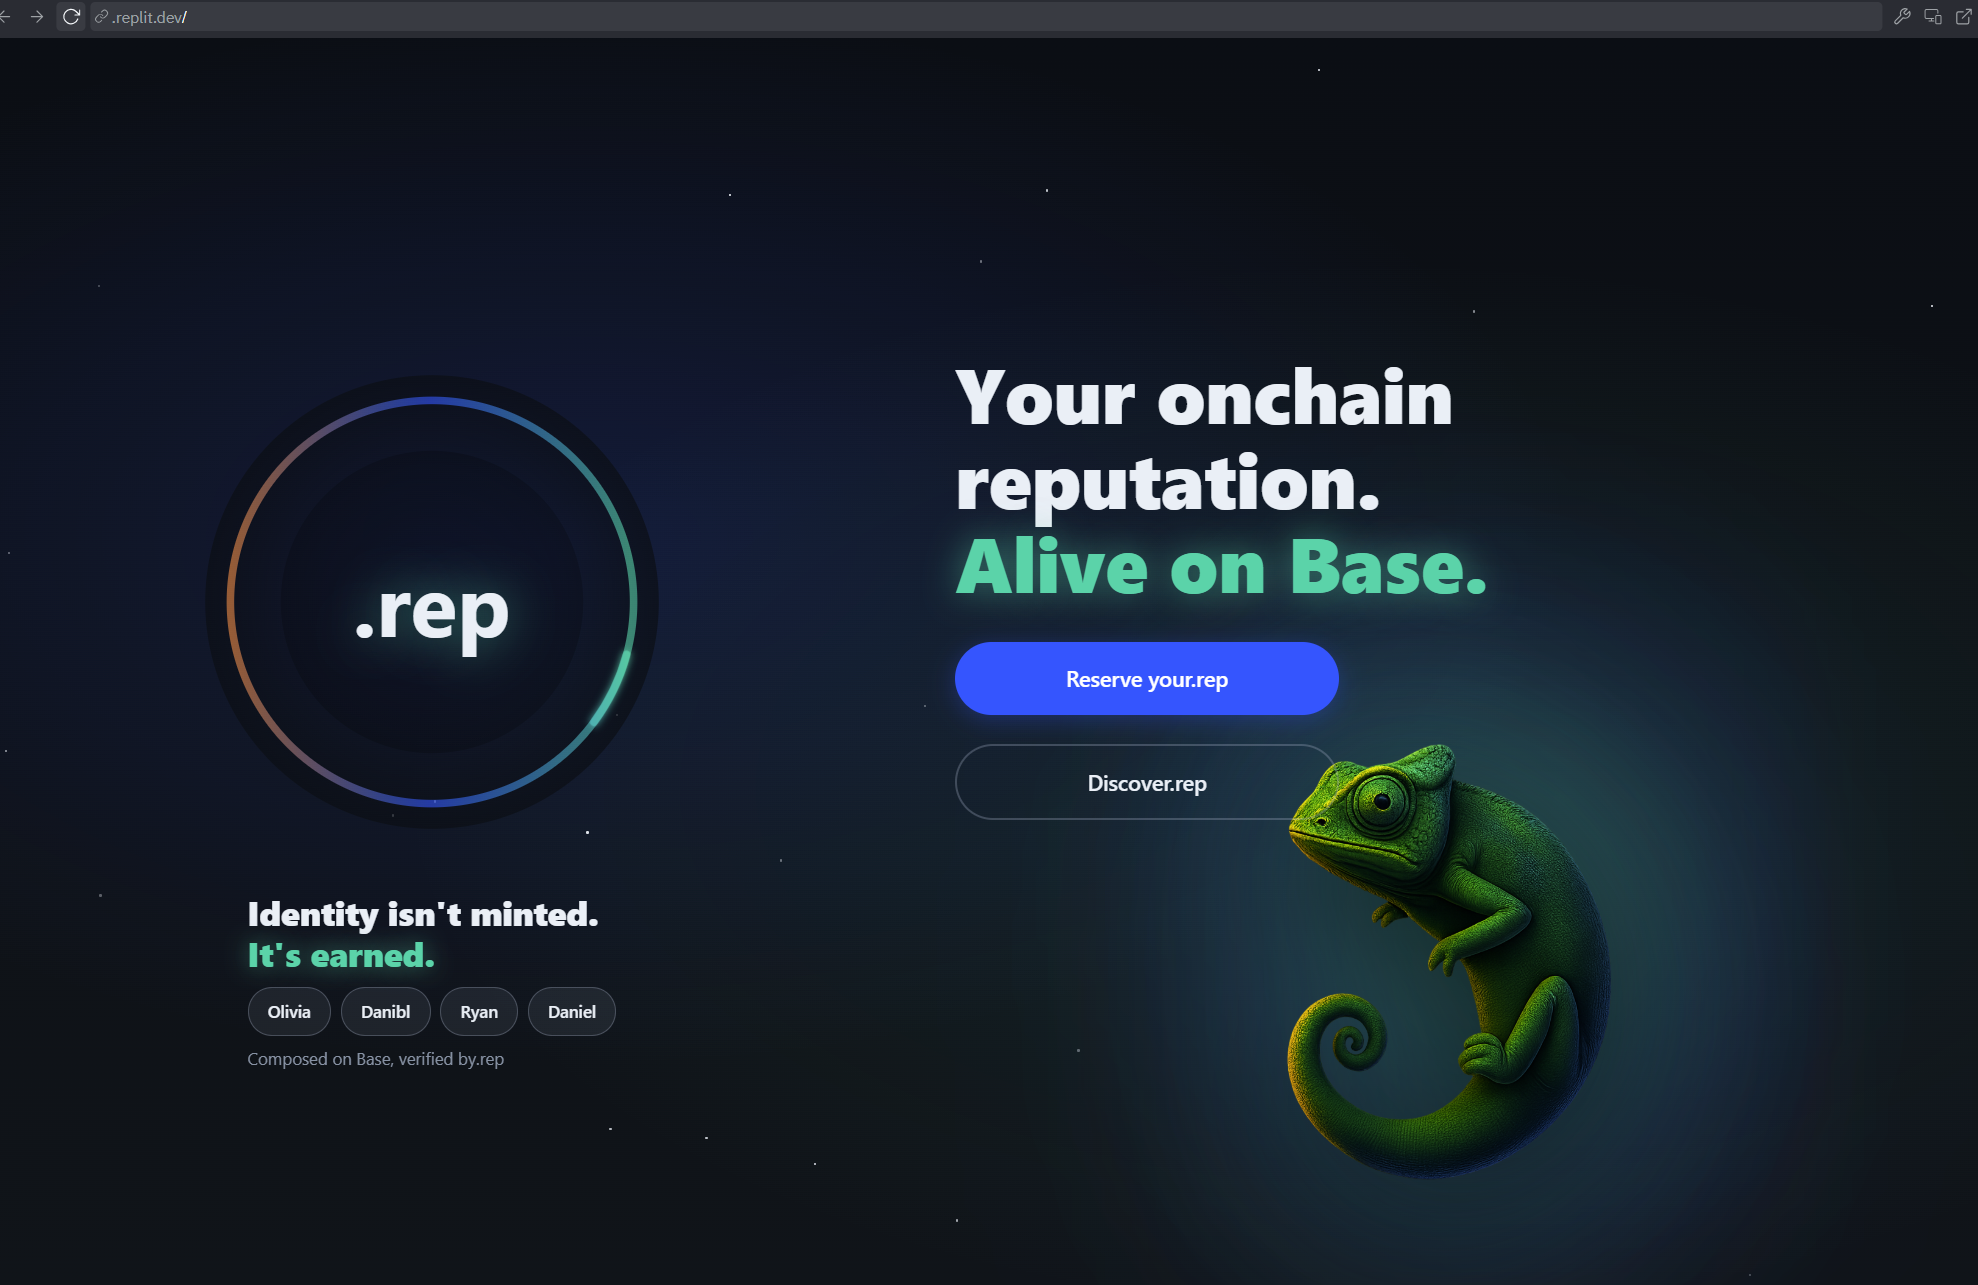 .replit.dev/
.rep
Identity isn't minted.
It's earned.
Olivia
Danibl
Ryan
Daniel
Composed on Base, verified by.rep
Your onchain
reputation.
Alive on Base.
Reserve your.rep
Discover.rep